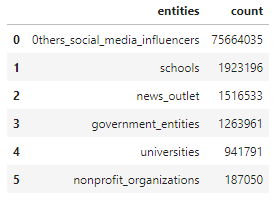 entities count
0 0thers_social_media_influencers 75664035
1 schools 1923196
2 news_outlet 1516533
3 government_entities 1263961
4 universities 941791
5 nonprofit_organizations 187050